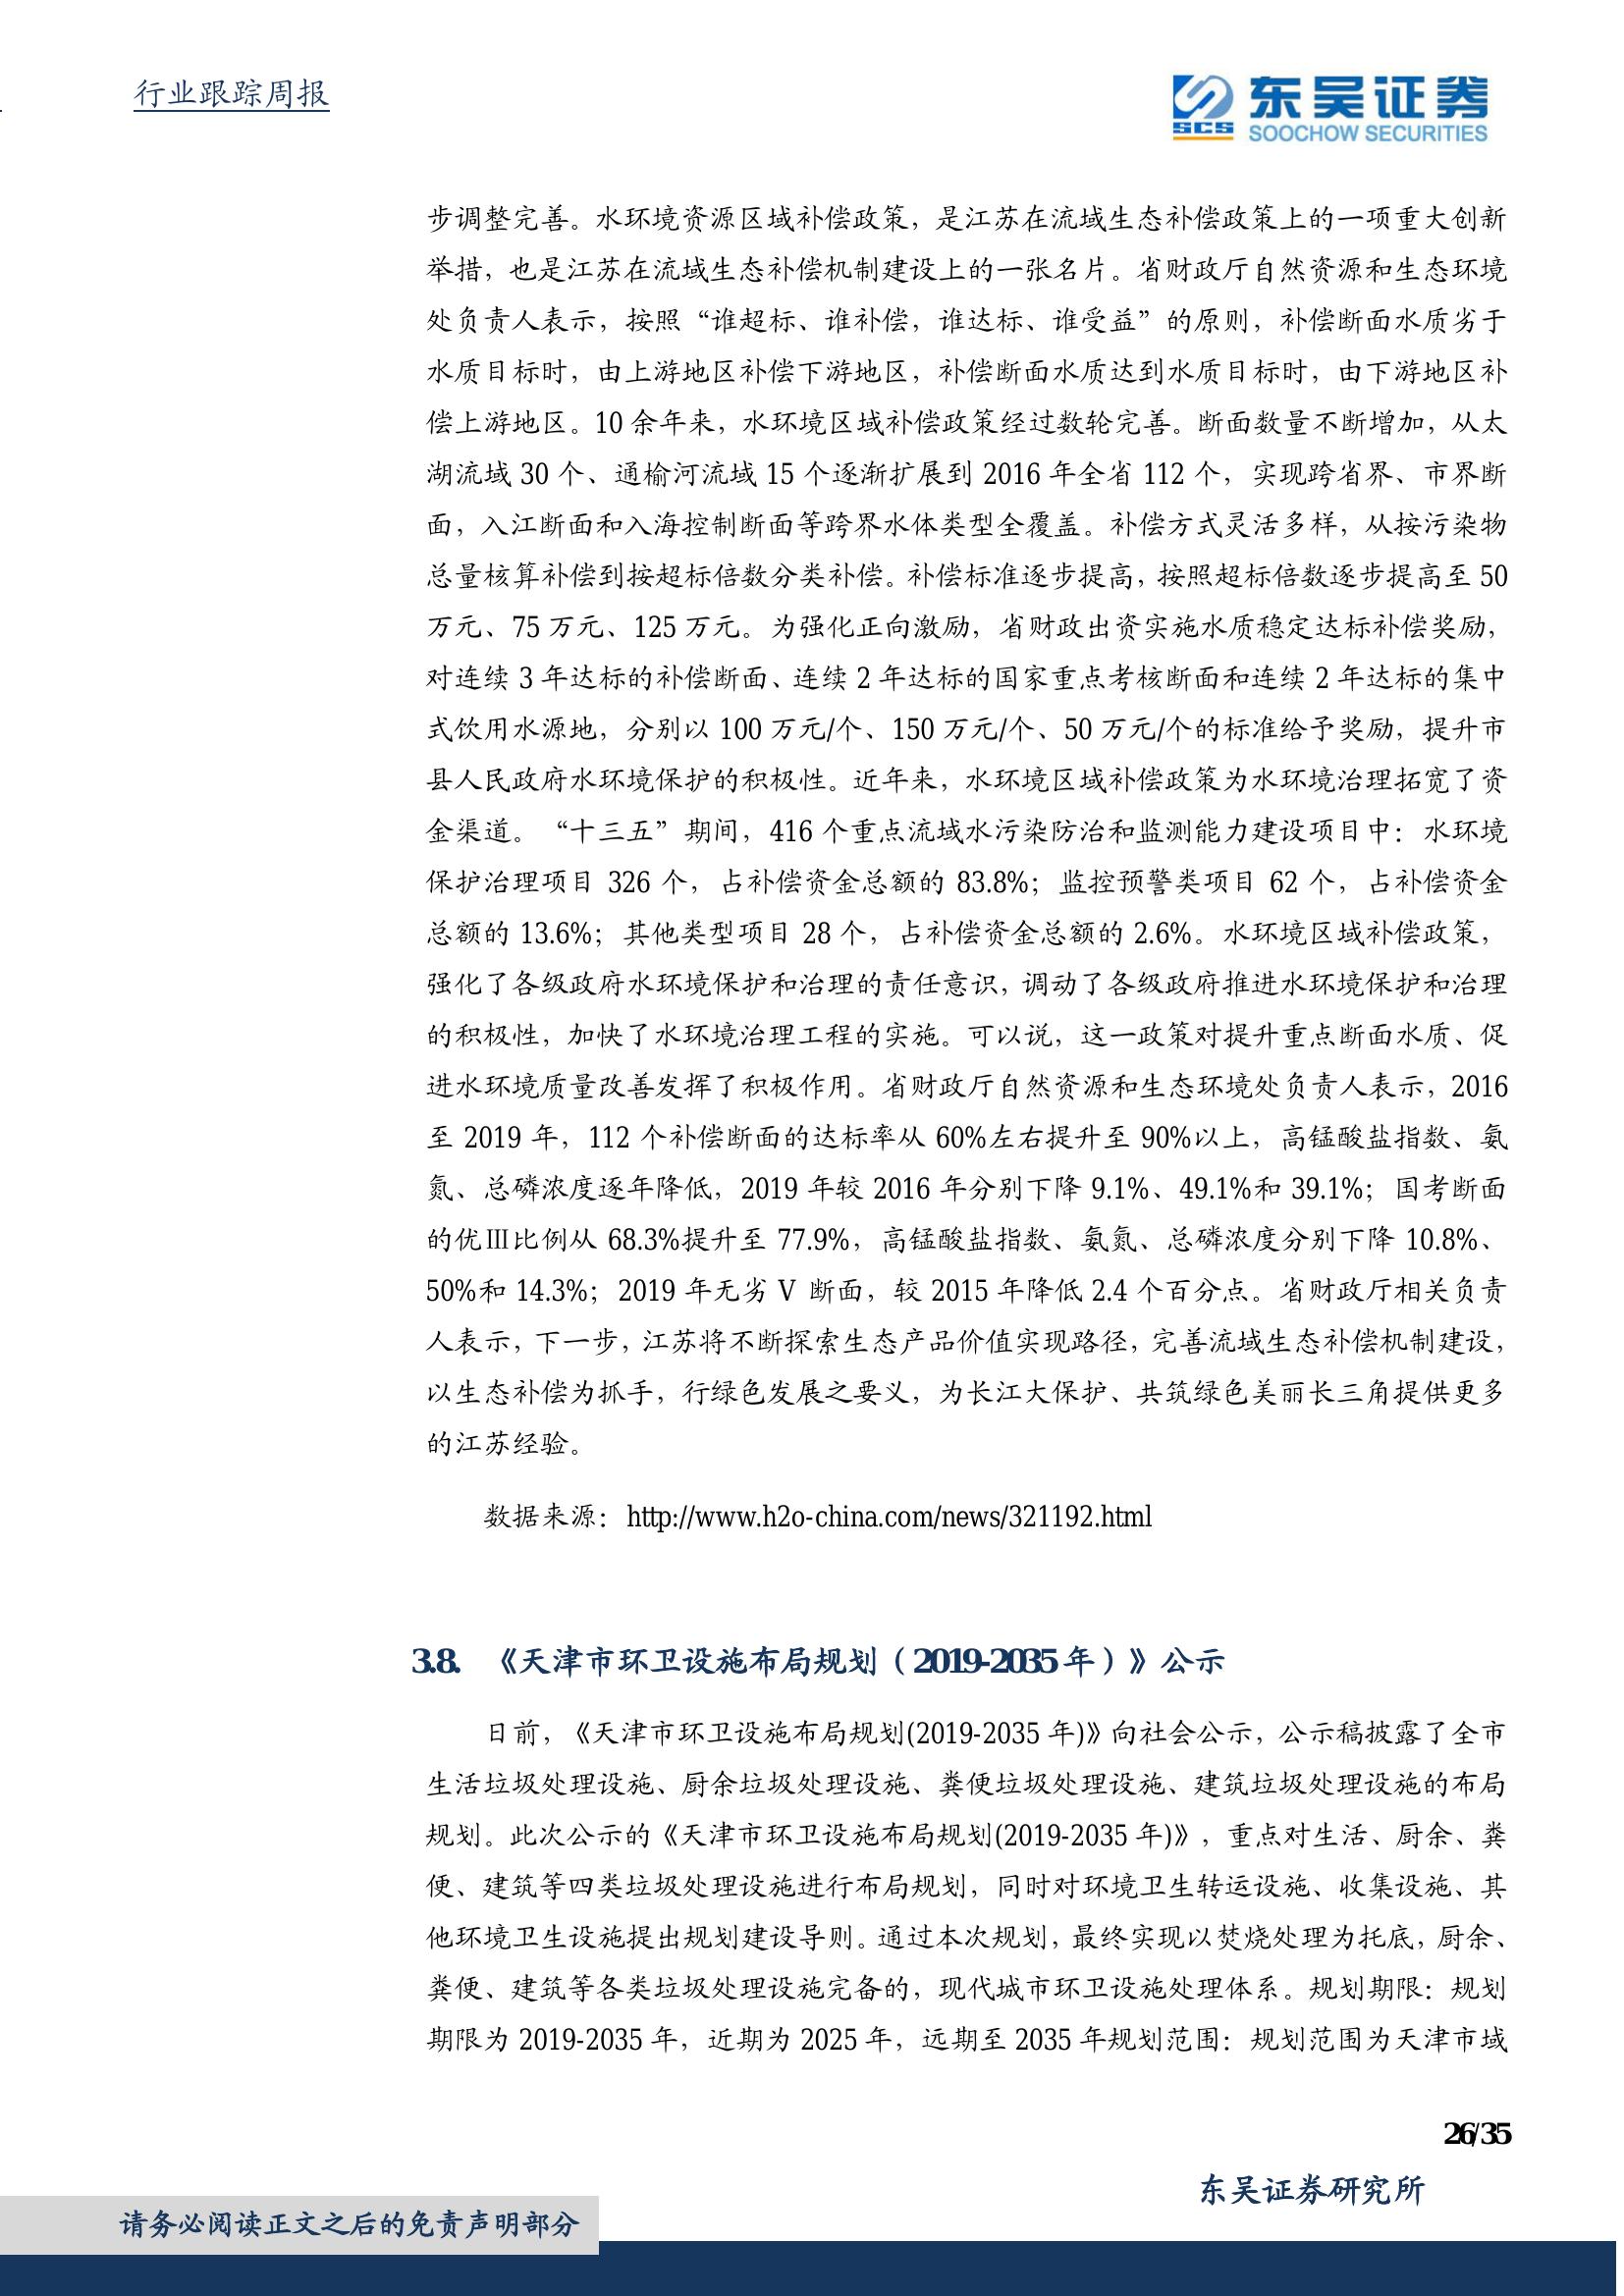 行业跟踪周报
东吴证券
SCS
SOOCHOW SECURITIES
步调整完善。水环境资源区域补偿政策，是江苏在流域生态补偿政策上的一项重大创新
举措，也是江苏在流域生态补偿机制建设上的一张名片。省财政厅自然资源和生态环境
处负责人表示，按照“谁超标、谁补偿，谁达标、谁受益”的原则，补偿断面水质劣于
水质目标时，由上游地区补偿下游地区，补偿断面水质达到水质目标时，由下游地区补
偿上游地区。10 余年来，水环境区域补偿政策经过数轮完善。断面数量不断增加，从太
湖流域 30 个、通榆河流域 15 个逐渐扩展到 2016 年全省 112 个，实现跨省界、市界断
面，入江断面和入海控制断面等跨界水体类型全覆盖。补偿方式灵活多样，从按污染物
总量核算补偿到按超标倍数分类补偿。补偿标准逐步提高，按照超标倍数逐步提高至 50
万元、75 万元、125 万元。为强化正向激励，省财政出资实施水质稳定达标补偿奖励，
对连续 3 年达标的补偿断面、连续 2 年达标的国家重点考核断面和连续 2 年达标的集中
式饮用水源地，分别以 100 万元/个、150 万元/个、50 万元/个的标准给予奖励，提升市
县人民政府水环境保护的积极性。近年来，水环境区域补偿政策为水环境治理拓宽了资
金渠道。“十三五”期间，416 个重点流域水污染防治和监测能力建设项目中：水环境
保护治理项目 326 个，占补偿资金总额的 83.8%；监控预警类项目 62 个，占补偿资金
总额的 13.6%；其他类型项目 28 个，占补偿资金总额的 2.6%。水环境区域补偿政策，
强化了各级政府水环境保护和治理的责任意识，调动了各级政府推进水环境保护和治理
的积极性，加快了水环境治理工程的实施。可以说，这一政策对提升重点断面水质、促
进水环境质量改善发挥了积极作用。省财政厅自然资源和生态环境处负责人表示，2016
至 2019 年，112 个补偿断面的达标率从 60%左右提升至 90%以上，高锰酸盐指数、氨
氮、总磷浓度逐年降低，2019 年较 2016 年分别下降 9.1%、49.1%和 39.1%；国考断面
的优Ⅲ比例从 68.3%提升至 77.9%，高锰酸盐指数、氨氮、总磷浓度分别下降 10.8%、
50%和 14.3%；2019 年无劣 V 断面，较 2015 年降低 2.4 个百分点。省财政厅相关负责
人表示，下一步，江苏将不断探索生态产品价值实现路径，完善流域生态补偿机制建设，
以生态补偿为抓手，行绿色发展之要义，为长江大保护、共筑绿色美丽长三角提供更多
的江苏经验。
数据来源：http://www.h2o-china.com/news/321192.html
3.8. 《天津市环卫设施布局规划（2019-2035 年）》公示
日前，《天津市环卫设施布局规划(2019-2035 年)》向社会公示，公示稿披露了全市
生活垃圾处理设施、厨余垃圾处理设施、粪便垃圾处理设施、建筑垃圾处理设施的布局
规划。此次公示的《天津市环卫设施布局规划(2019-2035 年)》，重点对生活、厨余、粪
便、建筑等四类垃圾处理设施进行布局规划，同时对环境卫生转运设施、收集设施、其
他环境卫生设施提出规划建设导则。通过本次规划，最终实现以焚烧处理为托底，厨余、
粪便、建筑等各类垃圾处理设施完备的，现代城市环卫设施处理体系。规划期限：规划
期限为 2019-2035 年，近期为 2025 年，远期至 2035 年规划范围：规划范围为天津市域
26/35
东吴证券研究所
请务必阅读正文之后的免责声明部分